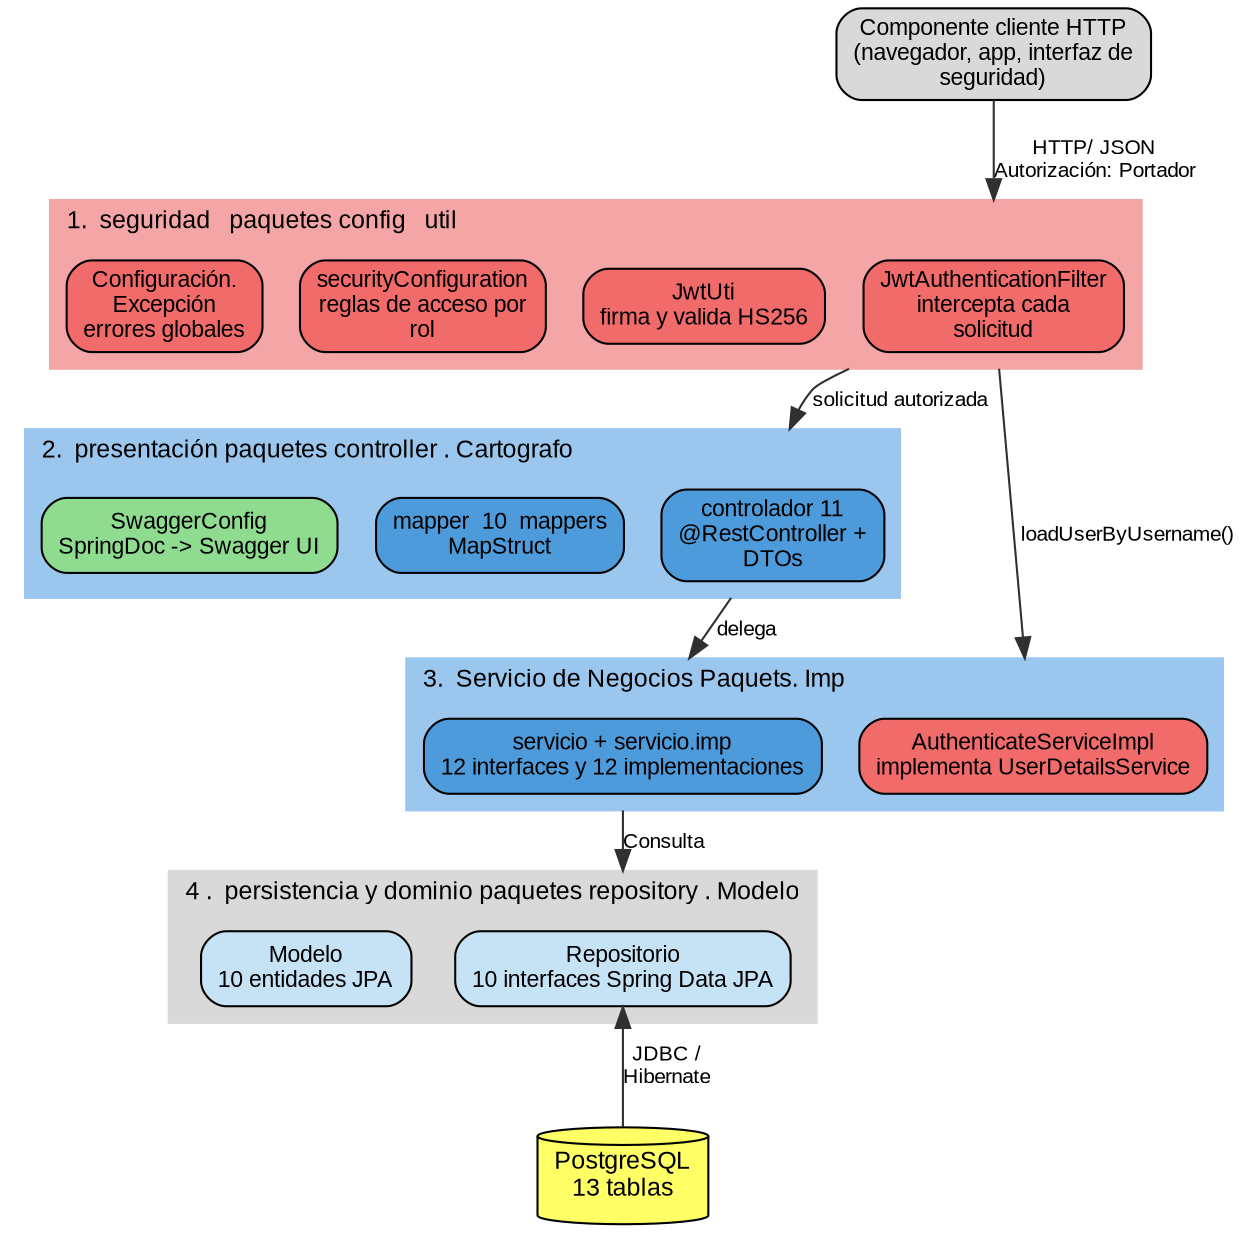 Componente cliente HTTP
(navegador, app, interfaz de
seguridad)
HTTP/ JSON
Autorización: Portador
1.  seguridad   paquetes config   util
Configuración.
Excepción
errores globales
securityConfiguration
reglas de acceso por
rol
JwtUti
firma y valida HS256
JwtAuthenticationFilter
intercepta cada
solicitud
solicitud autorizada
2.  presentación paquetes controller . Cartografo
SwaggerConfig
SpringDoc -> Swagger UI
mapper  10  mappers
MapStruct
controlador 11
@RestController +
DTOs
loadUserByUsername()
delega
3.  Servicio de Negocios Paquets. Imp
servicio + servicio.imp
12 interfaces y 12 implementaciones
AuthenticateServiceImpl
implementa UserDetailsService
Consulta
4 .  persistencia y dominio paquetes repository . Modelo
Modelo
10 entidades JPA
Repositorio
10 interfaces Spring Data JPA
JDBC /
Hibernate
PostgreSQL
13 tablas